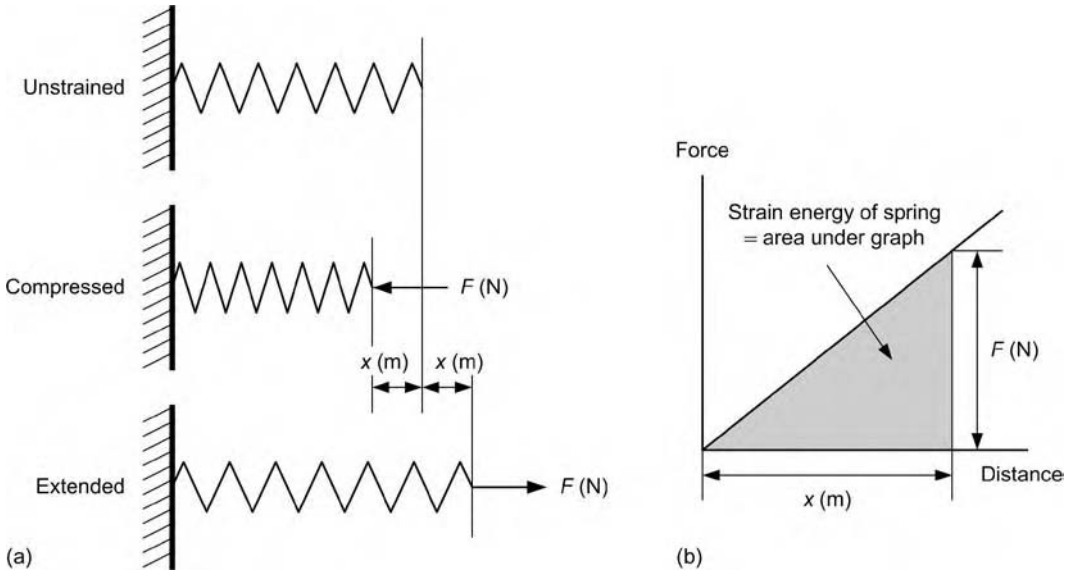 Unstrained
Compressed
F (N)
x (m) x (m)
Extended
F (N)
(a)
Force
Strain energy of spring
= area under graph
F (N)
Distance
x (m)
(b)